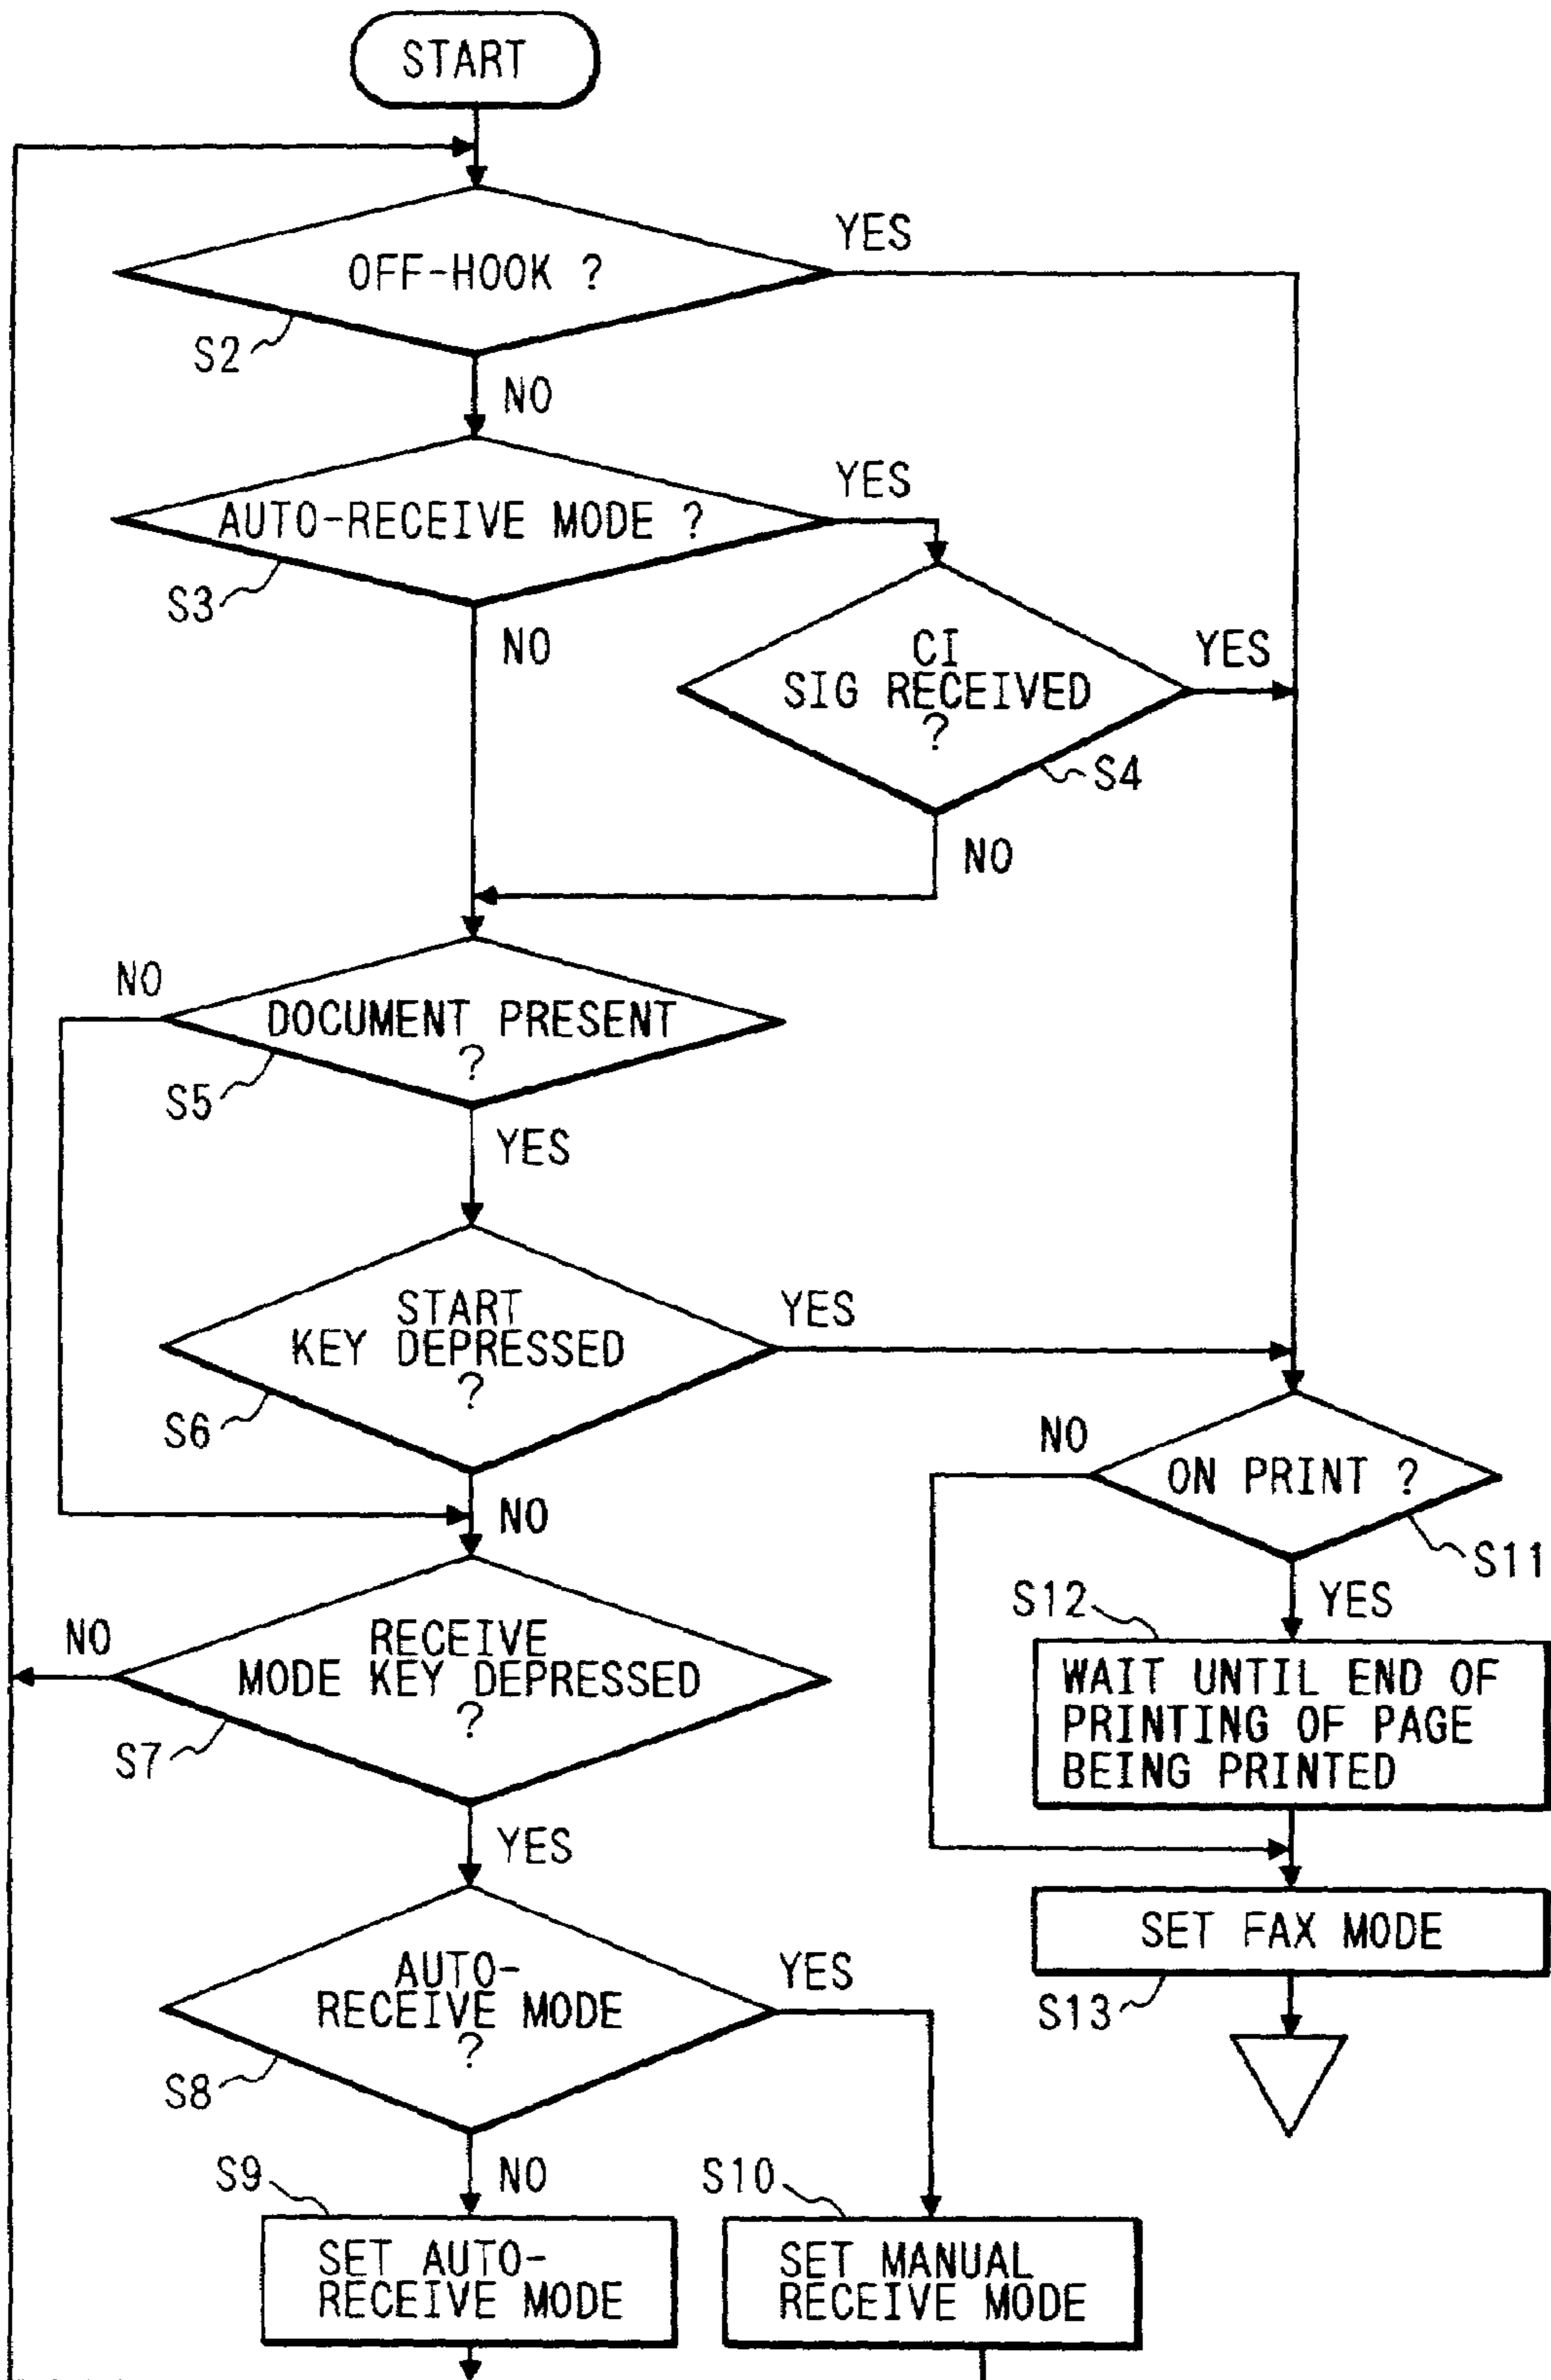 START
YES
OFF-HOOK ?
S2
NO
YES
AUTO-RECEIVE MODE ?
S3
NO
CI
SIG RECEIVED
?
YES
S4
NO
NO
DOCUMENT PRESENT
?
S5
YES
START
KEY DEPRESSED
?
YES
S6
NO
NO
ON PRINT ?
S11
YES
S12
WAIT UNTIL END OF
PRINTING OF PAGE
BEING PRINTED
NO
RECEIVE
MODE KEY DEPRESSED
?
S7
YES
SET FAX MODE
S13
AUTO-
RECEIVE MODE
?
YES
S8
NO
S9
SET AUTO-
RECEIVE MODE
S10
SET MANUAL
RECEIVE MODE